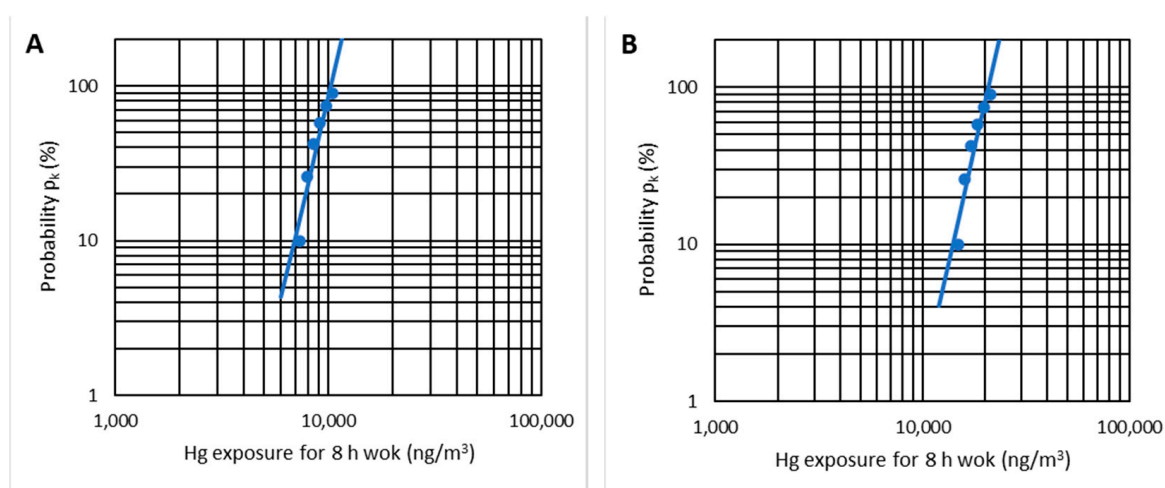 A
100
10
1
Probability pk (%)
1,000
10,000
100,000
Hg exposure for 8 h wok (ng/m³)
B
100
10
1
Probability pk (%)
1,000
10,000
100,000
Hg exposure for 8 h wok (ng/m³)